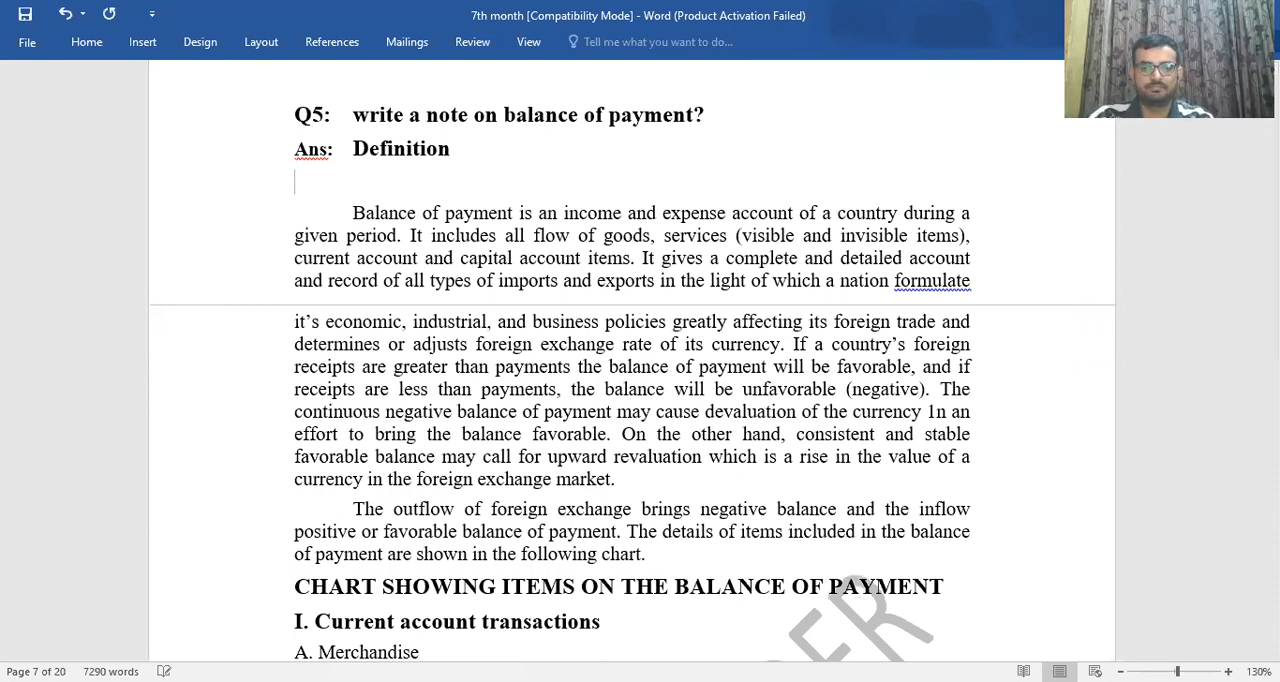 7th month [Compatibility Mode] - Word (Product Activation Failed)
File Home Insert Design Layout References Mailings Review View Tell me what you want to do...
Q5: write a note on balance of payment?
Ans: Definition
Balance of payment is an income and expense account of a country during a
given period. It includes all flow of goods, services (visible and invisible items),
current account and capital account items. It gives a complete and detailed account
and record of all types of imports and exports in the light of which a nation formulate
it’s economic, industrial, and business policies greatly affecting its foreign trade and
determines or adjusts foreign exchange rate of its currency. If a country’s foreign
receipts are greater than payments the balance of payment will be favorable, and if
receipts are less than payments, the balance will be unfavorable (negative). The
continuous negative balance of payment may cause devaluation of the currency 1n an
effort to bring the balance favorable. On the other hand, consistent and stable
favorable balance may call for upward revaluation which is a rise in the value of a
currency in the foreign exchange market.
The outflow of foreign exchange brings negative balance and the inflow
positive or favorable balance of payment. The details of items included in the balance
of payment are shown in the following chart.
CHART SHOWING ITEMS ON THE BALANCE OF PAYMENT
I. Current account transactions
A. Merchandise
Page 7 of 20 7290 words 130%